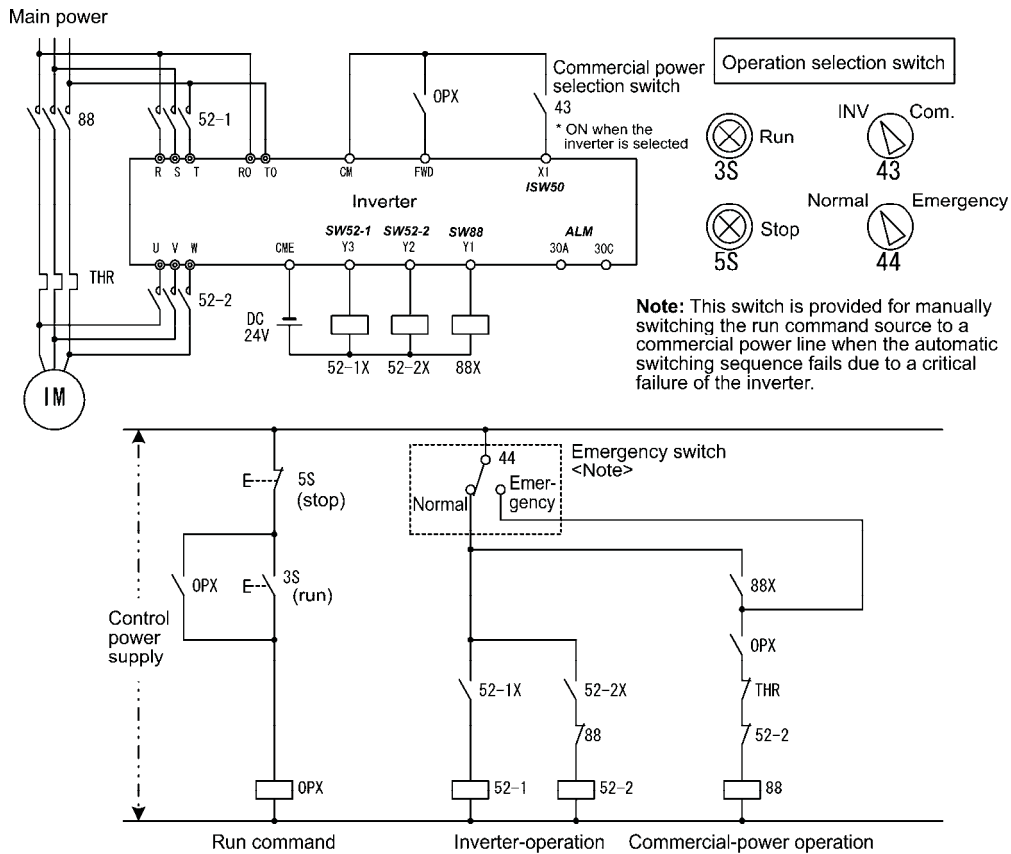 Main power
88
52-1
OPX
Commercial power
selection switch
43
* ON when the
inverter is selected
Operation selection switch
Run
3S
INV
Com.
43
Stop
5S
Normal
Emergency
44
R S T
RO TO
CM
FWD
X1
ISW50
Inverter
SW52-1
SW52-2
SW88
ALM
U V W
CME
Y3
Y2
Y1
30A
30C
THR
52-2
DC
24V
52-1X
52-2X
88X
IM
Note: This switch is provided for manually
switching the run command source to a
commercial power line when the automatic
switching sequence fails due to a critical
failure of the inverter.
Control
power
supply
E
5S
(stop)
OPX
E
3S
(run)
OPX
Run command
44
Emergency switch
<Note>
Normal
Emer-
gency
52-1X
52-2X
88
52-1
52-2
Inverter-operation
88X
OPX
THR
52-2
88
Commercial-power operation